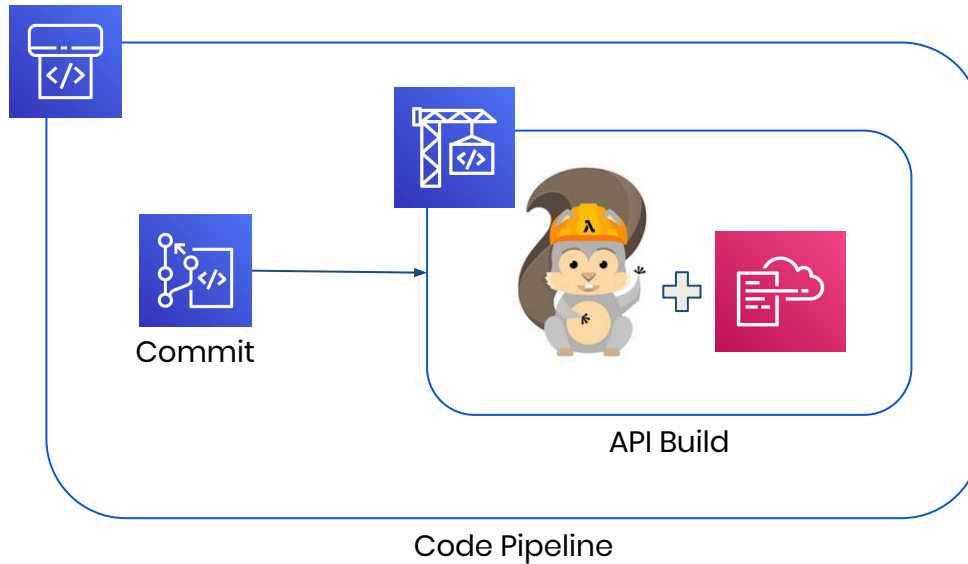 </>
</>
</>
λ
Commit
API Build
Code Pipeline